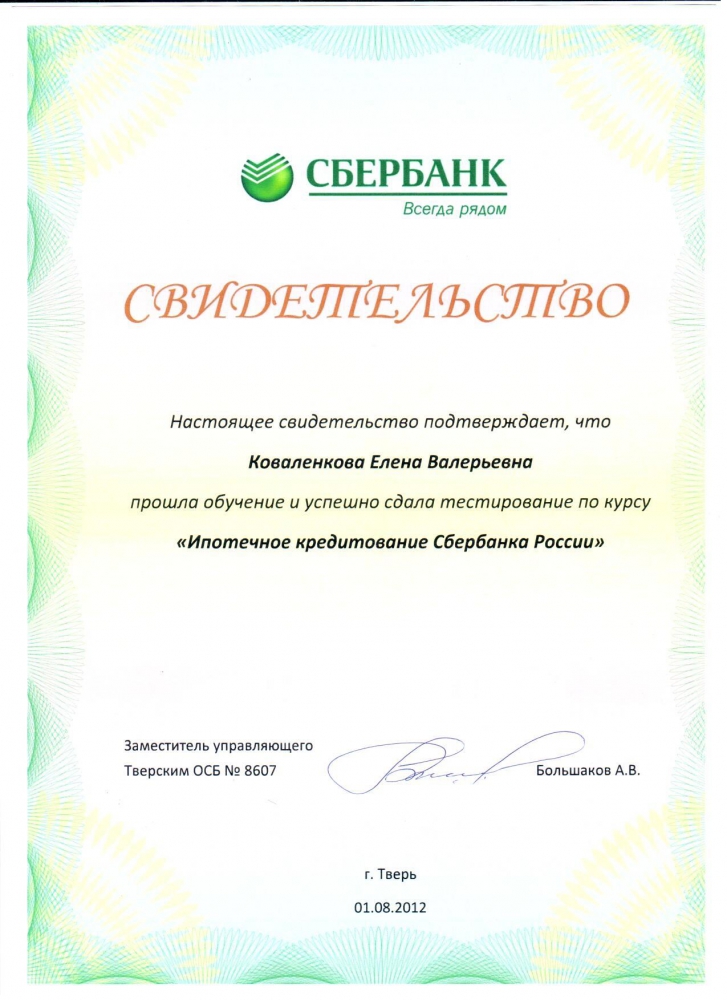 СБЕРБАНК
Всегда рядом
СВИДЕТЕЛЬСТВО
Настоящее свидетельство подтверждает, что
Коваленкова Елена Валерьевна
прошла обучение и успешно сдала тестирование по курсу
«Ипотечное кредитование Сбербанка России»
Заместитель управляющего
Тверским ОСБ № 8607
Большаков А.В.
г. Тверь
01.08.2012